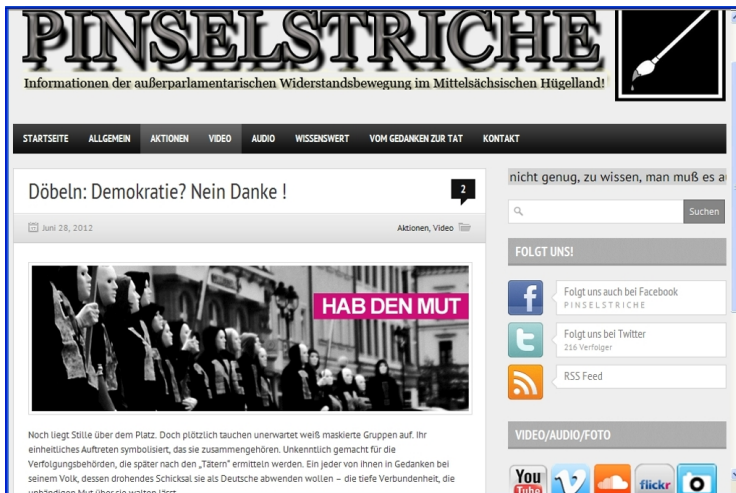 PINSELSTRICHE
Informationen der außerparlamentarischen Widerstandsbewegung im Mittelsächsischen Hügelland!
STARTSEITE ALLGEMEIN AKTIONEN VIDEO AUDIO WISSENSWERT VOM GEDANKEN ZUR TAT KONTAKT
Döbeln: Demokratie? Nein Danke !
2
Juni 28, 2012
Aktionen, Video
HAB DEN MUT
Noch liegt Stille über dem Platz. Doch plötzlich tauchen unerwartet weiß maskierte Gruppen auf. Ihr
einheitliches Auftreten symbolisiert, das sie zusammengehören. Unkenntlich gemacht für die
Verfolgungsbehörden, die später nach den „Tätern" ermitteln werden. Ein jeder von ihnen in Gedanken bei
seinem Volk, dessen drohendes Schicksal sie als Deutsche abwenden wollen – die tiefe Verbundenheit, die
unbändigen Mut über sie walten lässt.
nicht genug, zu wissen, man muß es
Suchen
FOLGT UNS!
Folgt uns auch bei Facebook
PINSELSTRICHE
Folgt uns bei Twitter
216 Verfolger
RSS Feed
VIDEO/AUDIO/FOTO
You
Tube
flickr